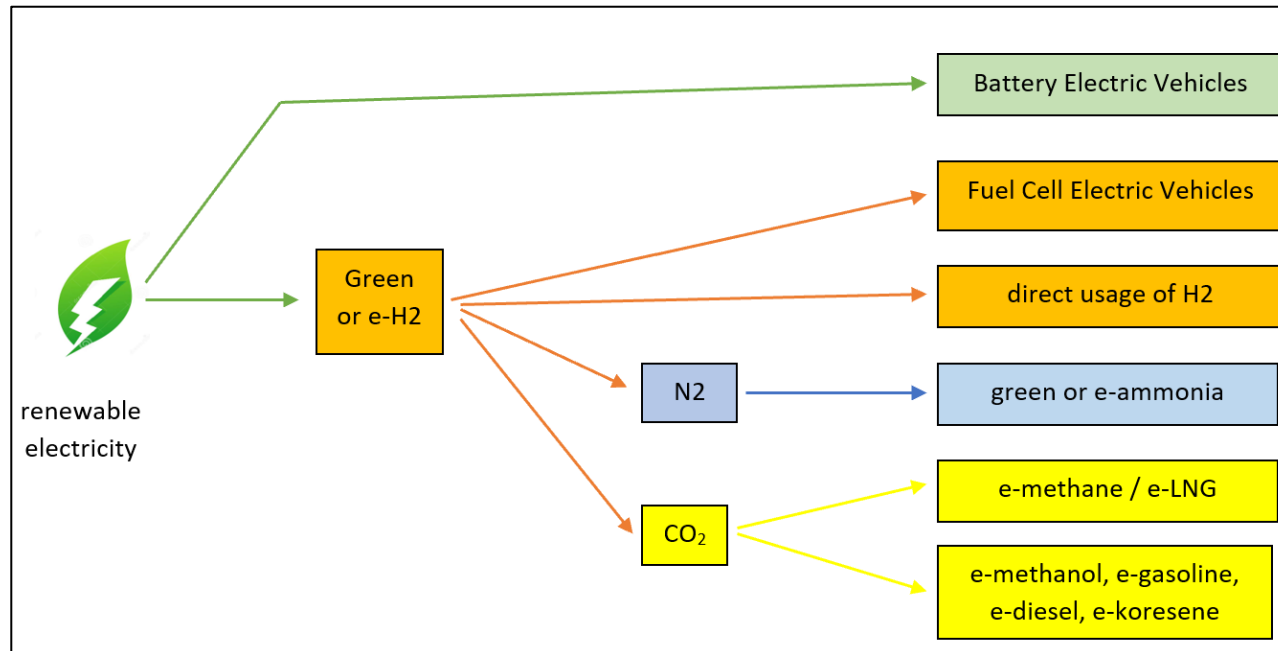 Battery Electric Vehicles
Fuel Cell Electric Vehicles
Green
or e-H2
direct usage of H2
N2
green or e-ammonia
renewable
electricity
e-methane / e-LNG
CO₂
e-methanol, e-gasoline,
e-diesel, e-koresene